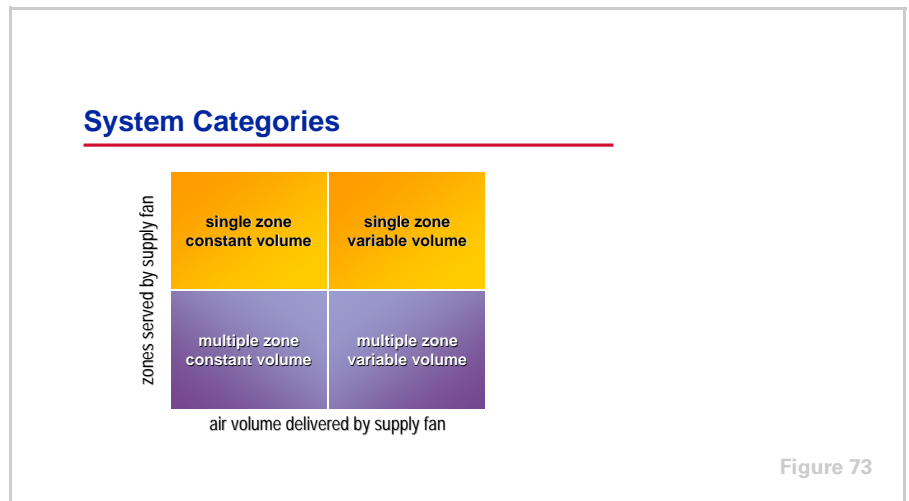 System Categories
zones served by supply fan
single zone
constant volume
single zone
variable volume
multiple zone
constant volume
multiple zone
variable volume
air volume delivered by supply fan
Figure 73